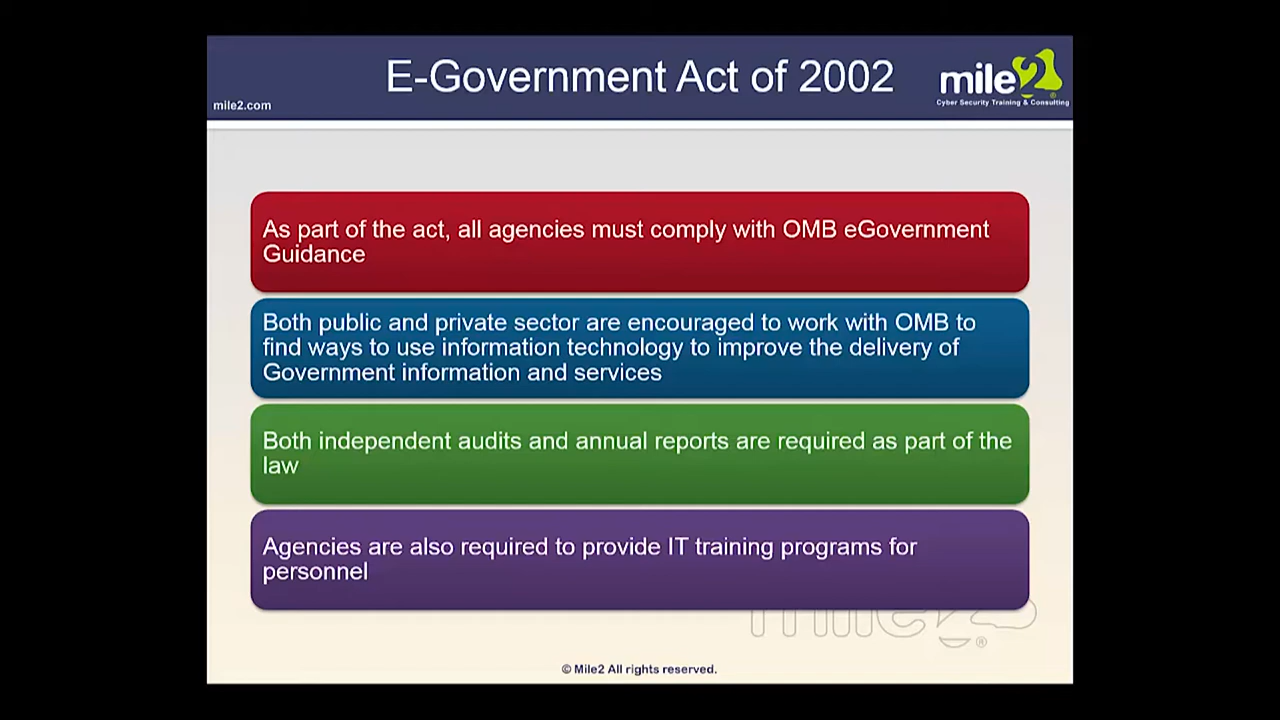 E-Government Act of 2002
mile2
Cyber Security Training & Consulting
mile2.com
As part of the act, all agencies must comply with OMB eGovernment
Guidance
Both public and private sector are encouraged to work with OMB to
find ways to use information technology to improve the delivery of
Government information and services
Both independent audits and annual reports are required as part of the
law
Agencies are also required to provide IT training programs for
personnel
mile2®
© Mile2 All rights reserved.